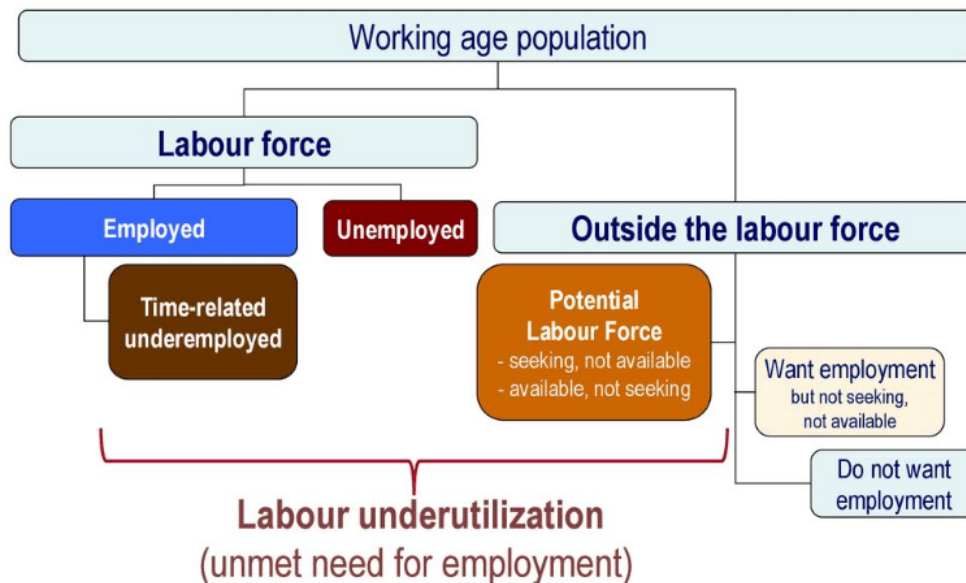 Working age population
Labour force
Employed
Unemployed
Outside the labour force
Time-related
underemployed
Potential
Labour Force
- seeking, not available
- available, not seeking
Want employment
but not seeking,
not available
Do not want
employment
Labour underutilization
(unmet need for employment)